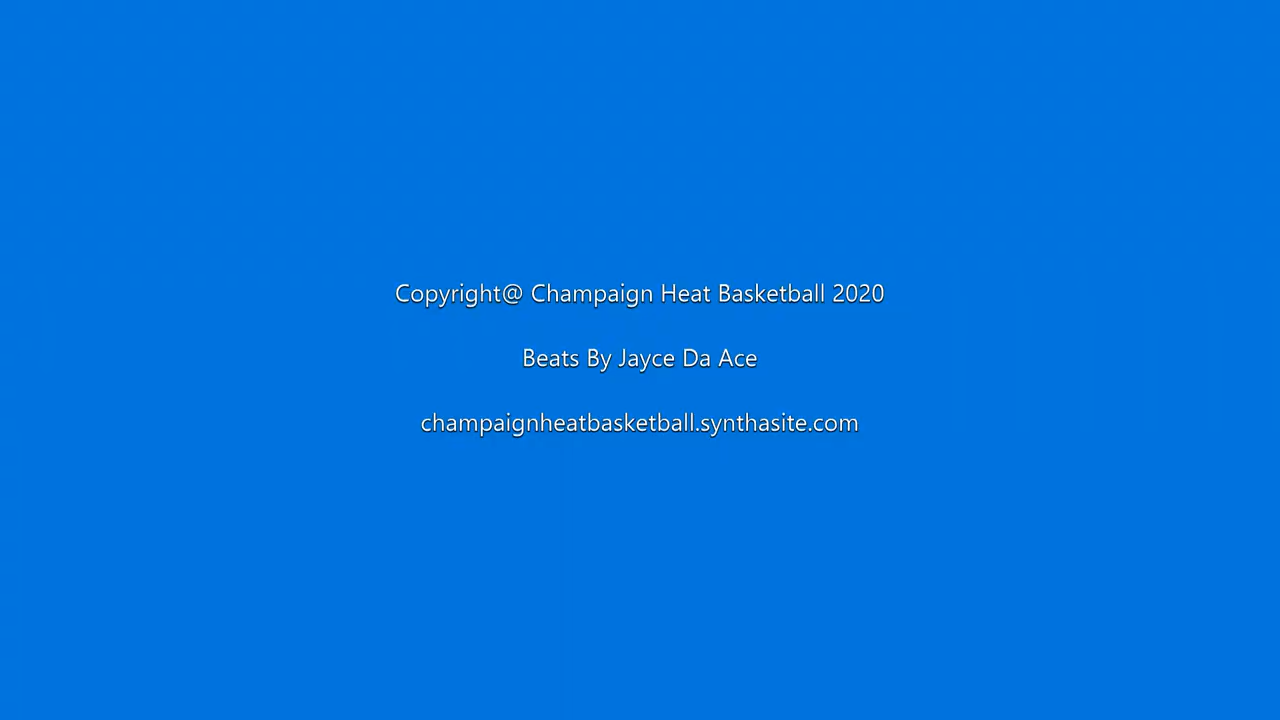 Copyright@ Champaign Heat Basketball 2020
Beats By Jayce Da Ace
champaignheatbasketball.synthasite.com